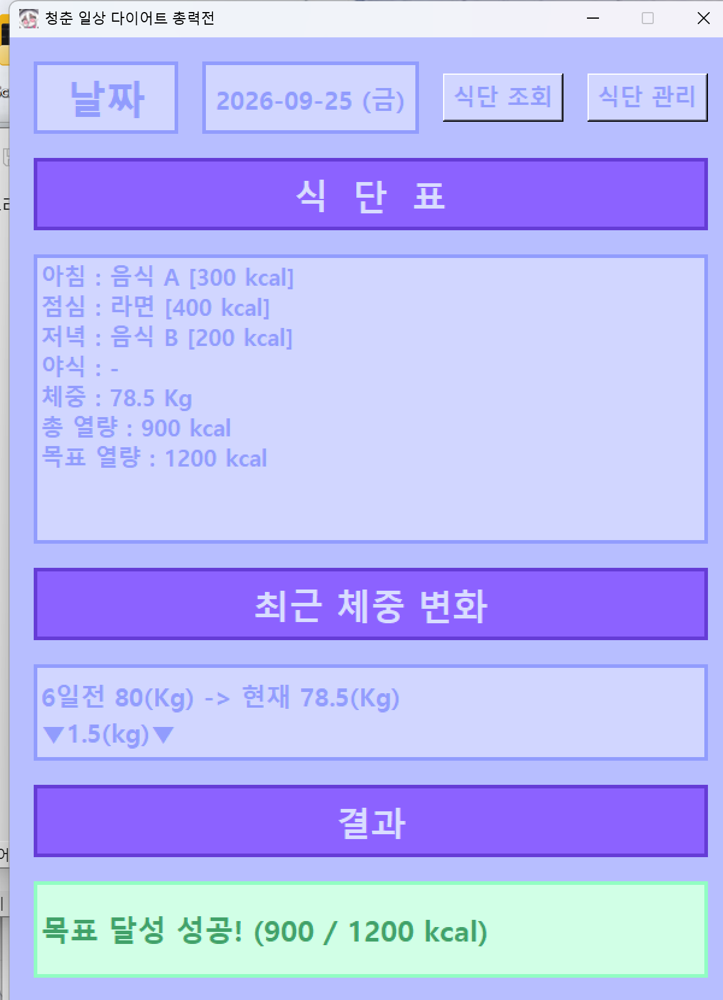 청춘 일상 다이어트 총력전
날짜
2026-09-25 (금)
식단 조회
식단 관리
식 단 표
아침 : 음식 A [300 kcal]
점심 : 라면 [400 kcal]
저녁 : 음식 B [200 kcal]
야식 : -
체중 : 78.5 Kg
총 열량 : 900 kcal
목표 열량 : 1200 kcal
최근 체중 변화
6일전 80(Kg) -> 현재 78.5(Kg)
▼1.5(kg)▼
결과
목표 달성 성공! (900 / 1200 kcal)